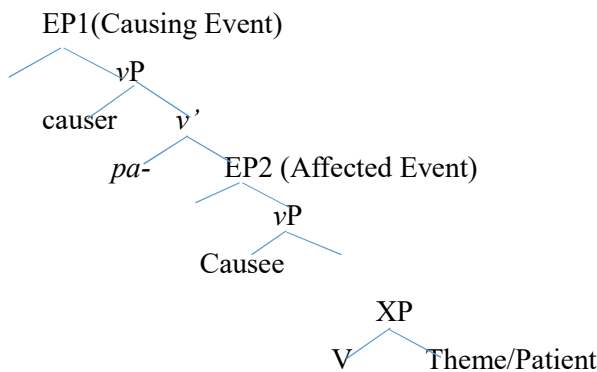 EP1(Causing Event)
vP
causer v’
pa- EP2 (Affected Event)
vP
Causee
XP
V Theme/Patient